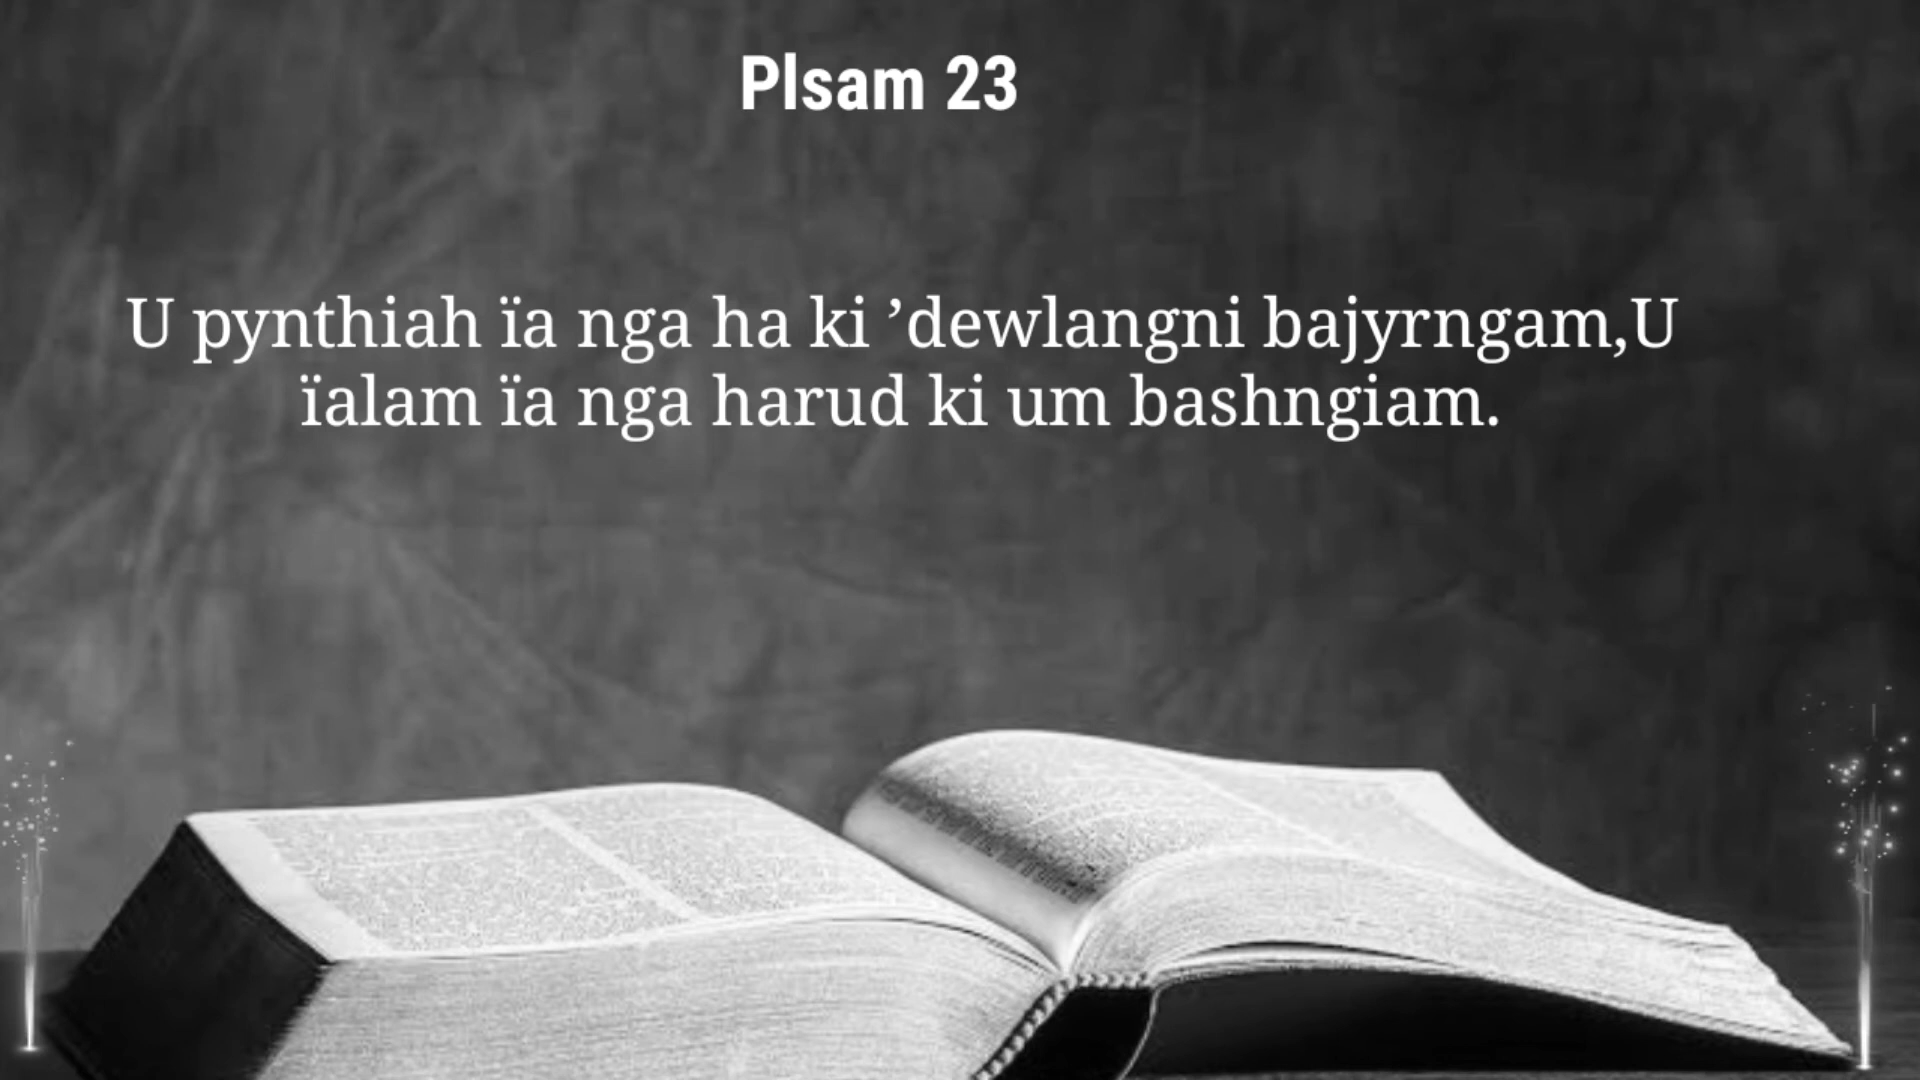 Plsam 23
U pynthiah ïa nga ha ki ’dewlangni bajyrngam,U
ïalam ïa nga harud ki um bashngiam.